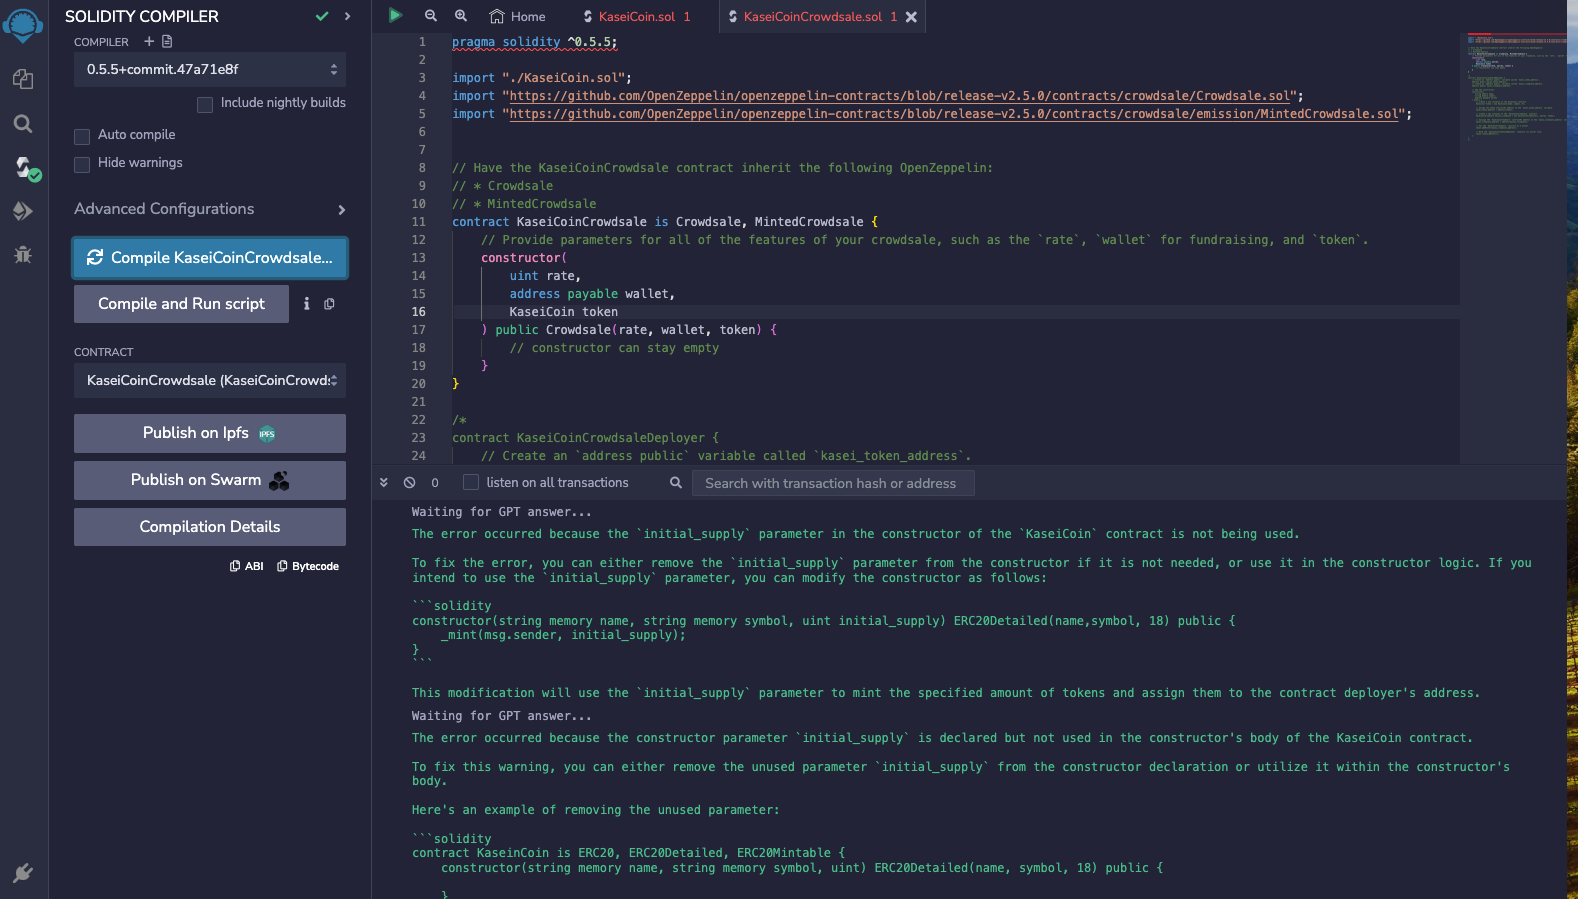 SOLIDITY COMPILER
COMPILER
0.5.5+commit.47a71e8f
Include nightly builds
Auto compile
Hide warnings
Advanced Configurations
Compile KaseiCoinCrowdsale...
Compile and Run script
CONTRACT
KaseiCoinCrowdsale (KaseiCoinCrowd:
Publish on Ipfs IPFS
Publish on Swarm
Compilation Details
ABI Bytecode
Home KaseiCoin.sol 1 KaseiCoinCrowdsale.sol 1
1 pragma solidity ^0.5.5;
2
3 import "./KaseiCoin.sol";
4 import "https://github.com/OpenZeppelin/openzeppelin-contracts/blob/release-v2.5.0/contracts/crowdsale/Crowdsale.sol";
5 import "https://github.com/OpenZeppelin/openzeppelin-contracts/blob/release-v2.5.0/contracts/crowdsale/emission/MintedCrowdsale.sol";
6
7
8 // Have the KaseiCoinCrowdsale contract inherit the following OpenZeppelin:
9 // * Crowdsale
10 // * MintedCrowdsale
11 contract KaseiCoinCrowdsale is Crowdsale, MintedCrowdsale {
12 // Provide parameters for all of the features of your crowdsale, such as the `rate`, `wallet` for fundraising, and `token`.
13 constructor(
14 uint rate,
15 address payable wallet,
16 KaseiCoin token
17 ) public Crowdsale(rate, wallet, token) {
18 // constructor can stay empty
19 }
20 }
21
22 /*
23 contract KaseiCoinCrowdsaleDeployer {
24 // Create an `address public` variable called `kasei_token_address`.
0 listen on all transactions Search with transaction hash or address
Waiting for GPT answer...
The error occurred because the `initial_supply` parameter in the constructor of the `KaseiCoin` contract is not being used.
To fix the error, you can either remove the `initial_supply` parameter from the constructor if it is not needed, or use it in the constructor logic. If you
intend to use the `initial_supply` parameter, you can modify the constructor as follows:
```solidity
constructor(string memory name, string memory symbol, uint initial_supply) ERC20Detailed(name,symbol, 18) public {
_mint(msg.sender, initial_supply);
}
```
This modification will use the `initial_supply` parameter to mint the specified amount of tokens and assign them to the contract deployer's address.
Waiting for GPT answer...
The error occurred because the constructor parameter `initial_supply` is declared but not used in the constructor's body of the KaseiCoin contract.
To fix this warning, you can either remove the unused parameter `initial_supply` from the constructor declaration or utilize it within the constructor's
body.
Here's an example of removing the unused parameter:
```solidity
contract KaseinCoin is ERC20, ERC20Detailed, ERC20Mintable {
constructor(string memory name, string memory symbol, uint) ERC20Detailed(name, symbol, 18) public {
}